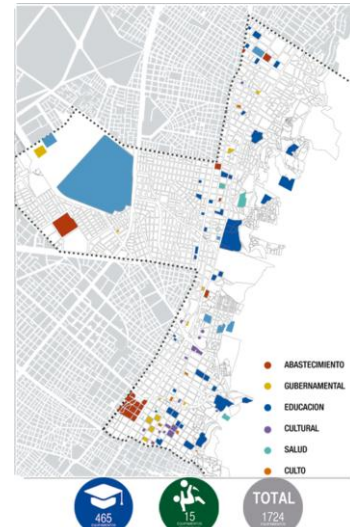 ABASTECIMIENTO
GUBERNAMENTAL
EDUCACION
CULTURAL
SALUD
CULTO
465
15
TOTAL
1724